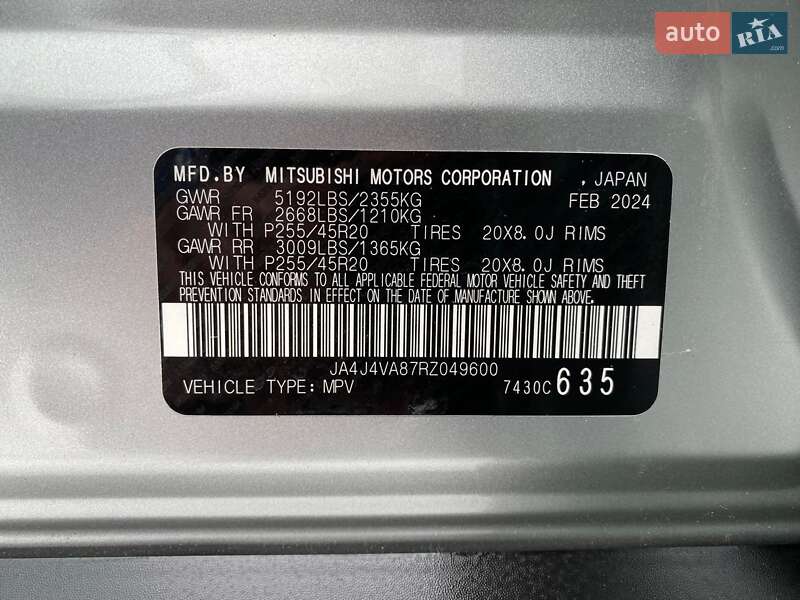 auto RIA .com
MFD.BY MITSUBISHI MOTORS CORPORATION , JAPAN
GVWR 5192LBS/2355KG FEB 2024
GAWR FR 2668LBS/1210KG
WITH P255/45R20 TIRES 20X8.0J RIMS
GAWR RR 3009LBS/1365KG
WITH P255/45R20 TIRES 20X8.0J RIMS
THIS VEHICLE CONFORMS TO ALL APPLICABLE FEDERAL MOTOR VEHICLE SAFETY AND THEFT
PREVENTION STANDARDS IN EFFECT ON THE DATE OF MANUFACTURE SHOWN ABOVE.
JA4J4VA87RZ049600
VEHICLE TYPE: MPV 7430C 635